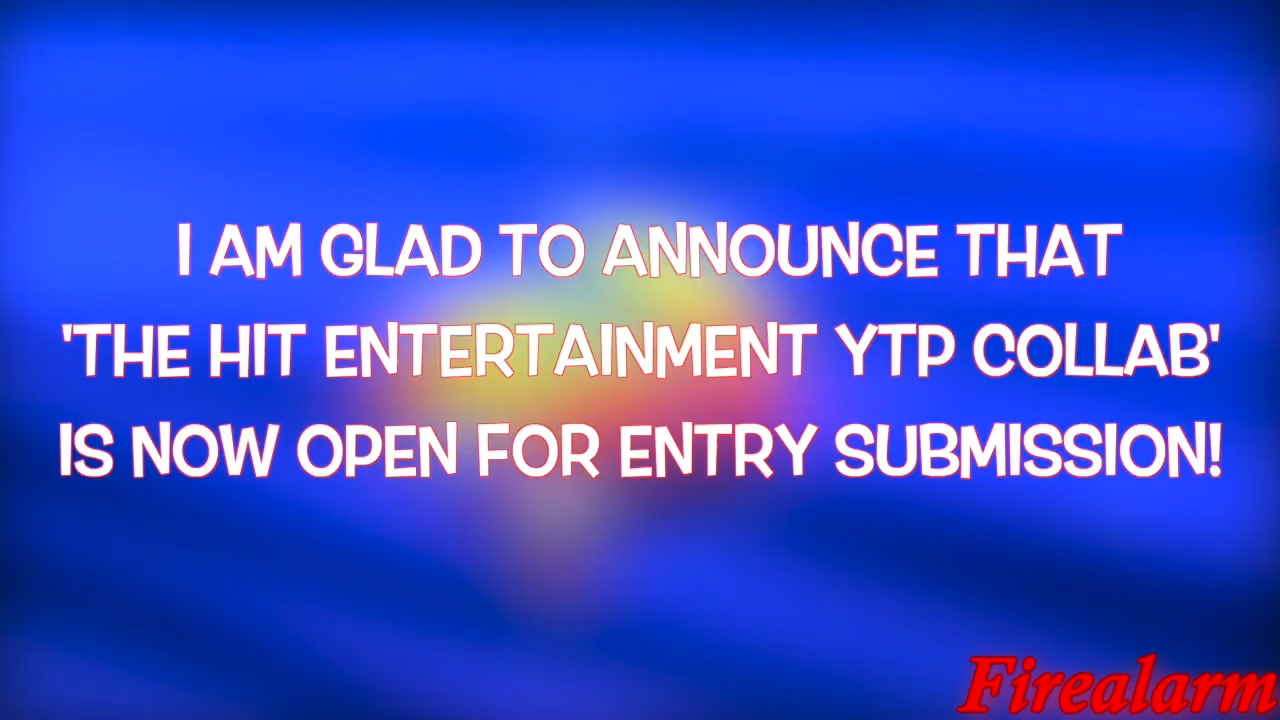 I AM GLAD TO ANNOUNCE THAT
'THE HIT ENTERTAINMENT YTP COLLAB'
IS NOW OPEN FOR ENTRY SUBMISSION!
Firealarm